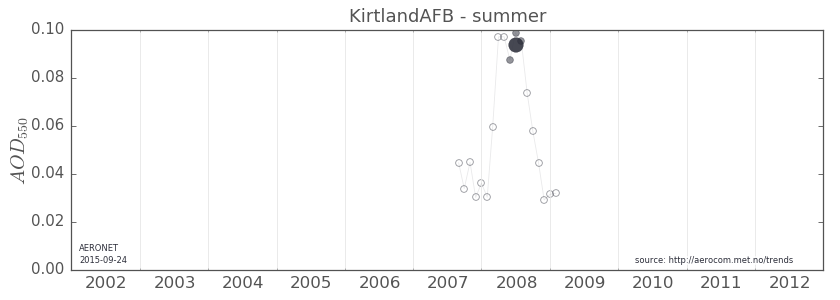 KirtlandAFB - summer
0.10
0.08
0.06
0.04
0.02
0.00
AOD550
AERONET
2015-09-24
source: http://aerocom.met.no/trends
2002 2003 2004 2005 2006 2007 2008 2009 2010 2011 2012